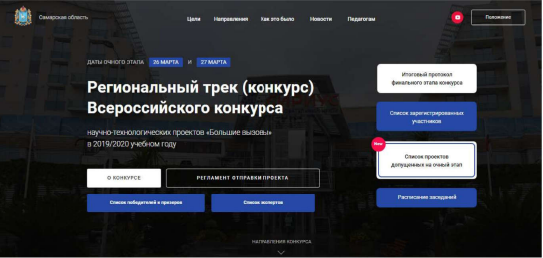 Самарская область
Цели Направления Как это было Новости Педагогам
Положение
ДАТЫ ОЧНОГО ЭТАПА 26 МАРТА И 27 МАРТА
Региональный трек (конкурс)
Всероссийского конкурса
научно-технологических проектов «Большие вызовы»
в 2019/2020 учебном году
О КОНКУРСЕ
РЕГЛАМЕНТ ОТПРАВКИ ПРОЕКТА
Список победителей и призеров
Список экспертов
Итоговый протокол
финального этапа конкурса
Список зарегистрированных
участников
New
Список проектов
допущенных на очный этап
Расписание заседаний
НАПРАВЛЕНИЯ КОНКУРСА